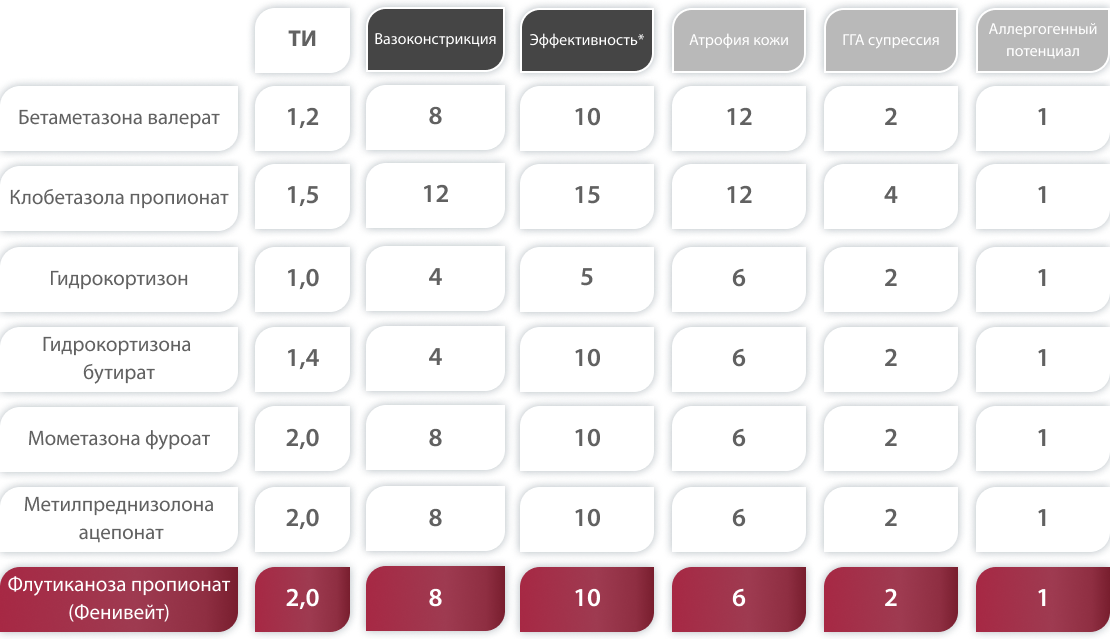 ТИ
Вазоконстрикция
Эффективность*
Атрофия кожи
ГГА супрессия
Аллергогенный
потенциал
Бетаметазона валерат
1,2
8
10
12
2
1
Клобетазола пропионат
1,5
12
15
12
4
1
Гидрокортизон
1,0
4
5
6
2
1
Гидрокортизона
бутират
1,4
4
10
6
2
1
Мометазона фуроат
2,0
8
10
6
2
1
Метилпреднизолона
ацепонат
2,0
8
10
6
2
1
Флутиканоза пропионат
(Фенивейт)
2,0
8
10
6
2
1